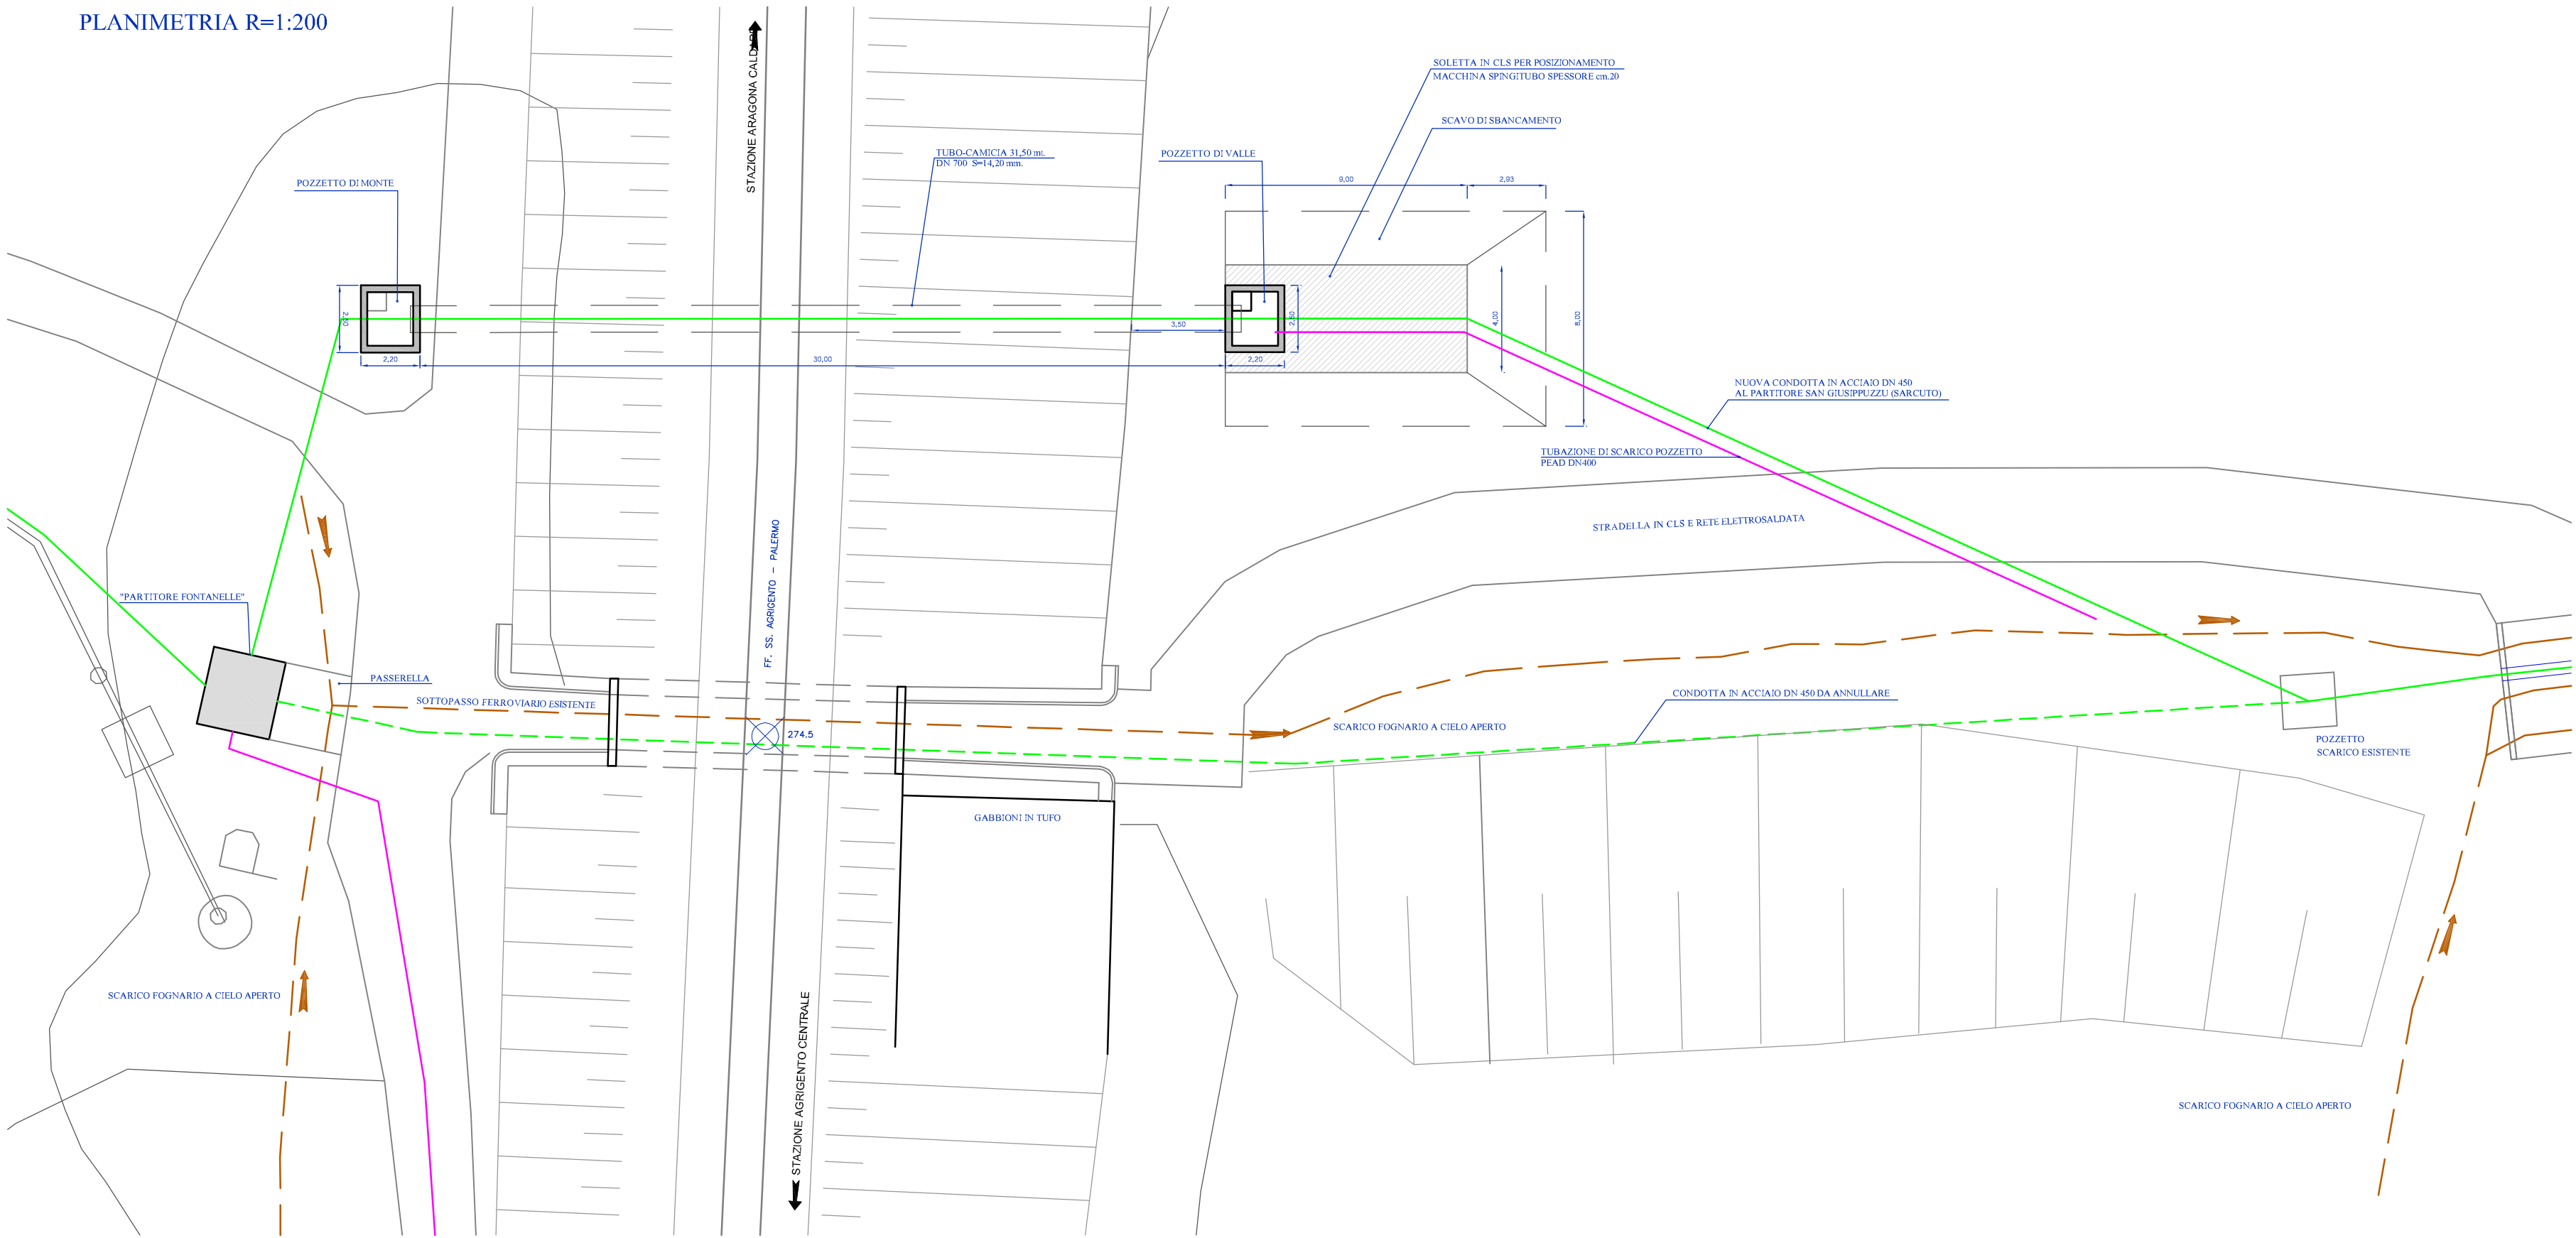 PLANIMETRIA R=1:200
STAZIONE ARAGONA CALDARE
SOLETTA IN CLS PER POSIZIONAMENTO
MACCHINA SPINGITUBO SPESSORE cm.20
SCAVO DI SBANCAMENTO
TUBO-CAMICIA 31,50 mt.
DN 700 S=14,20 mm.
POZZETTO DI VALLE
POZZETTO DI MONTE
9,00
2,93
2,20
30,00
3,50
2,20
4,00
8,00
NUOVA CONDOTTA IN ACCIAIO DN 450
AL PARTITORE SAN GIUSIPPUZZU (SARCUTO)
TUBAZIONE DI SCARICO POZZETTO
PEAD DN400
STRADELLA IN CLS E RETE ELETTROSALDATA
FF. SS. AGRIGENTO - PALERMO
"PARTITORE FONTANELLE"
PASSERELLA
SOTTOPASSO FERROVIARIO ESISTENTE
274.5
SCARICO FOGNARIO A CIELO APERTO
CONDOTTA IN ACCIAIO DN 450 DA ANNULLARE
POZZETTO
SCARICO ESISTENTE
GABBIONI IN TUFO
SCARICO FOGNARIO A CIELO APERTO
STAZIONE AGRIGENTO CENTRALE
SCARICO FOGNARIO A CIELO APERTO